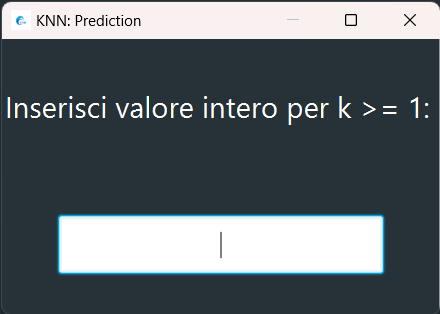 KNN: Prediction
Inserisci valore intero per k >= 1: